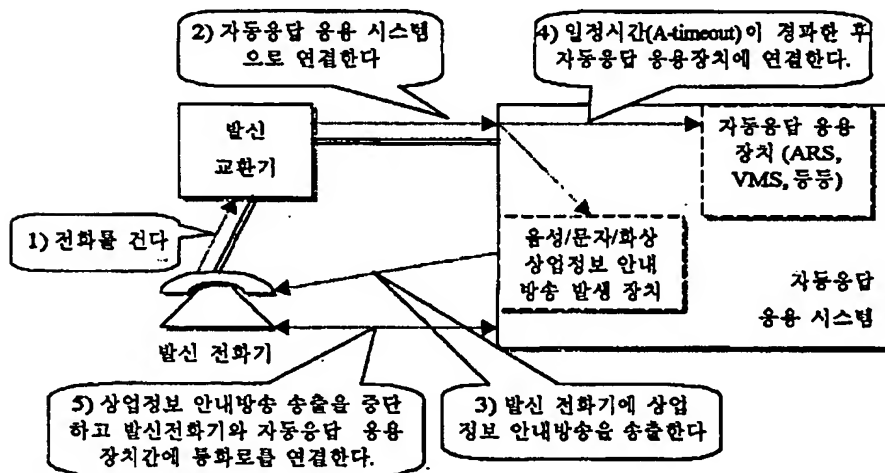 2) 자동응답 응용 시스템
으로 연결한다
4) 일정시간(A-timeout)이 경과한 후
자동응답 응용장치에 연결한다.
발신
교환기
자동응답 응용
장치 (ARS,
VMS, 등등)
1) 전화를 건다
음성/문자/화상
상업정보 안내
방송 발생 장치
자동응답
응용 시스템
발신 전화기
5) 상업정보 안내방송 송출을 중단
하고 발신전화기와 자동응답 응용
장치간에 통화로를 연결한다.
3) 발신 전화기에 상업
정보 안내방송을 송출한다